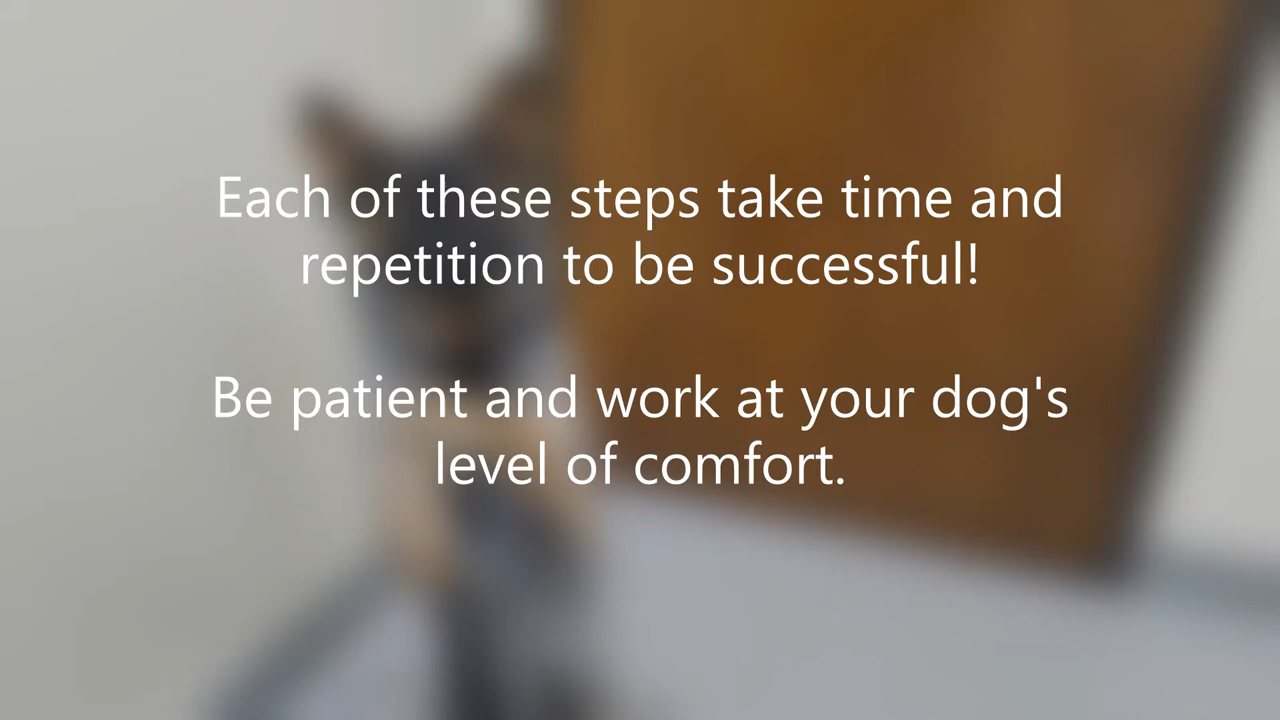 Each of these steps take time and
repetition to be successful!
Be patient and work at your dog's
level of comfort.